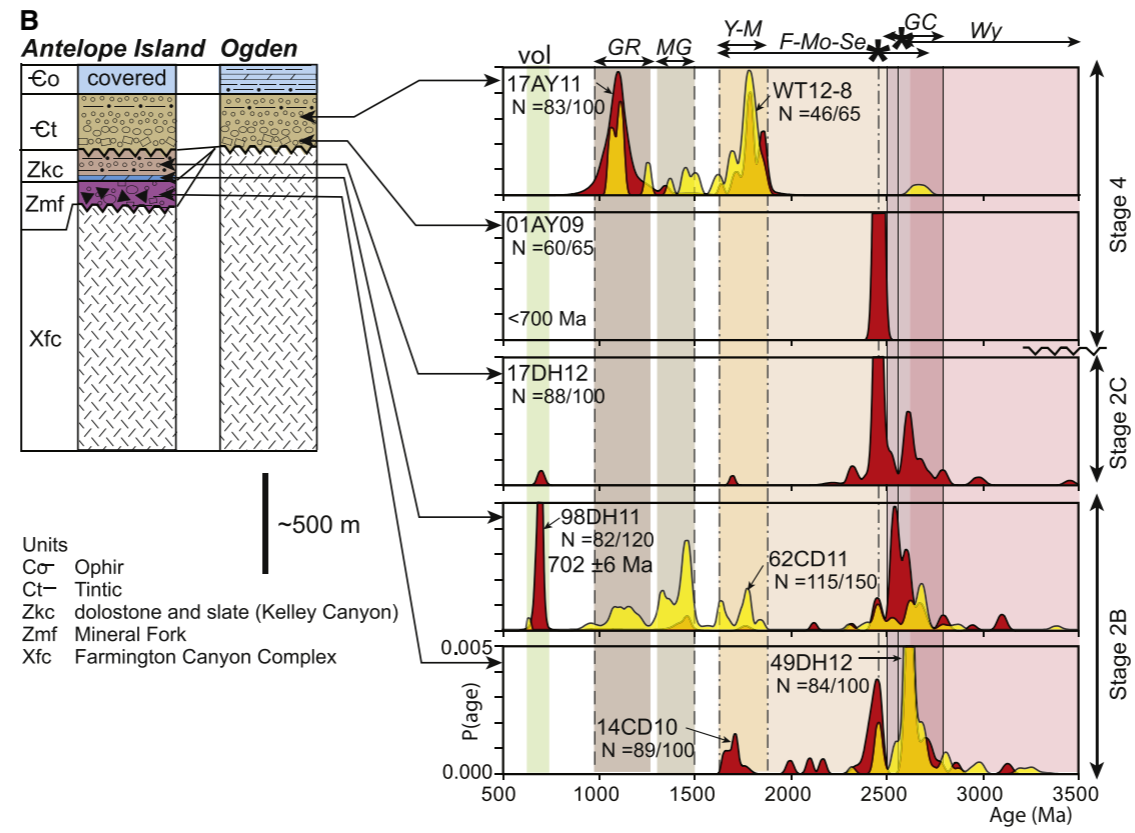 B
Antelope Island Ogden
vol
GR
MG
Y-M
F-Mo-Se
GC
Wy
Єo
covered
Єt
Zkc
Zmf
Xfc
17AY11
N =83/100
WT12-8
N =46/65
Stage 4
01AY09
N =60/65
<700 Ma
17DH12
N =88/100
Stage 2C
98DH11
N =82/120
702 ±6 Ma
62CD11
N =115/150
Stage 2B
49DH12
N =84/100
14CD10
N =89/100
0.005
P(age)
0.000
500 1000 1500 2000 2500 3000 3500
Age (Ma)
~500 m
Units
Co Ophir
Ct Tintic
Zkc dolostone and slate (Kelley Canyon)
Zmf Mineral Fork
Xfc Farmington Canyon Complex